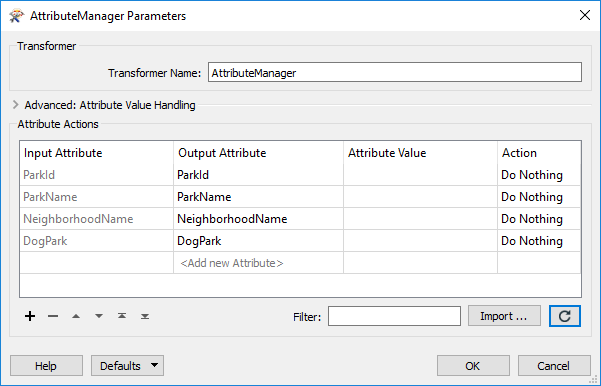 AttributeManager Parameters
Transformer
Transformer Name: AttributeManager
Advanced: Attribute Value Handling
Attribute Actions
Input Attribute Output Attribute Attribute Value Action
ParkId ParkId Do Nothing
ParkName ParkName Do Nothing
NeighborhoodName NeighborhoodName Do Nothing
DogPark DogPark Do Nothing
<Add new Attribute>
Filter: Import ...
Help Defaults OK Cancel